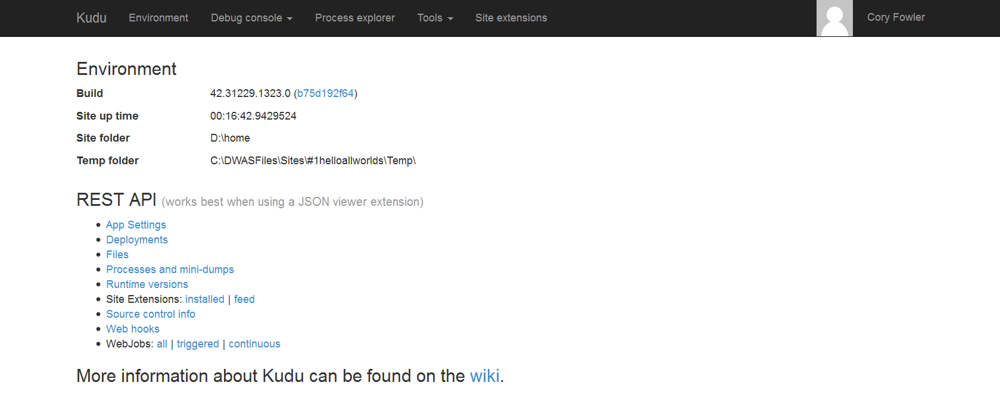 Kudu Environment Debug console Process explorer Tools Site extensions Cory Fowler
Environment
Build 42.31229.1323.0 (b75d192f64)
Site up time 00:16:42.9429524
Site folder D:\home
Temp folder C:\DWASFiles\Sites\#1helloallworlds\Temp\
REST API (works best when using a JSON viewer extension)
App Settings
Deployments
Files
Processes and mini-dumps
Runtime versions
Site Extensions: installed | feed
Source control info
Web hooks
WebJobs: all | triggered | continuous
More information about Kudu can be found on the wiki.